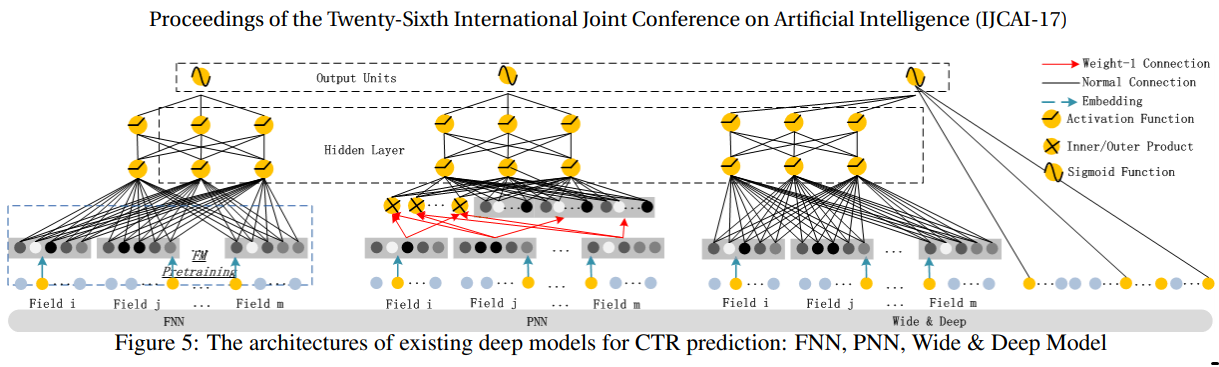 Proceedings of the Twenty-Sixth International Joint Conference on Artificial Intelligence (IJCAI-17)
Output Units
Hidden Layer
Weight-1 Connection
Normal Connection
Embedding
Activation Function
Inner/Outer Product
Sigmoid Function
FM
Pretraining
Field i Field j ... Field m
Field i Field j ... Field m
Field i Field j ... Field m
FNN PNN Wide & Deep
Figure 5: The architectures of existing deep models for CTR prediction: FNN, PNN, Wide & Deep Model